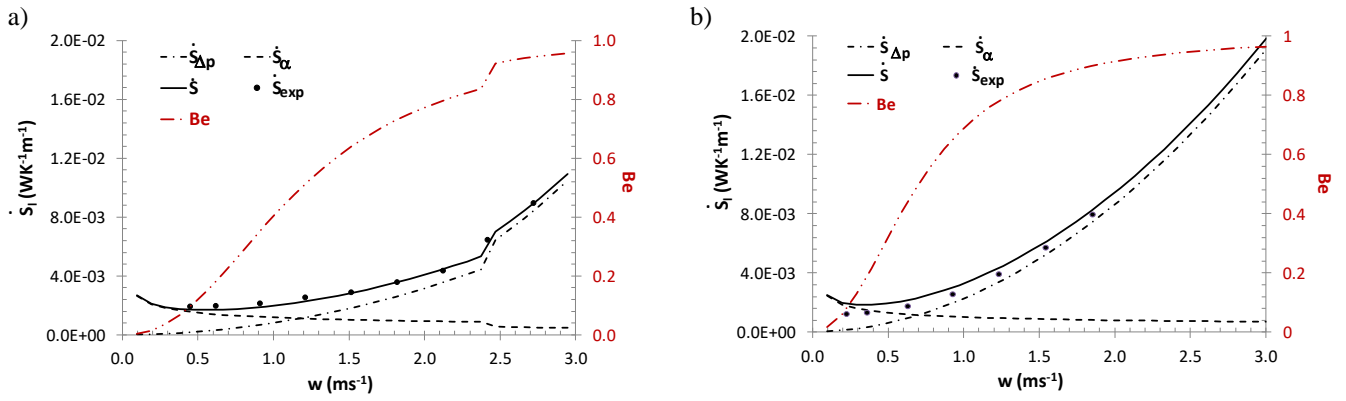 a)
Ṡ_Δp Ṡ_α
Ṡ Ṡ_exp
Be
2.0E-02
1.6E-02
1.2E-02
8.0E-03
4.0E-03
0.0E+00
Ṡ_l (WK⁻¹m⁻¹)
1.0
0.8
0.6
0.4
0.2
0.0
Be
0.0 0.5 1.0 1.5 2.0 2.5 3.0
w (ms⁻¹)
b)
Ṡ_Δp Ṡ_α
Ṡ Ṡ_exp
Be
2.0E-02
1.6E-02
1.2E-02
8.0E-03
4.0E-03
0.0E+00
Ṡ_l (WK⁻¹m⁻¹)
1
0.8
0.6
0.4
0.2
0
Be
0.0 0.5 1.0 1.5 2.0 2.5 3.0
w (ms⁻¹)